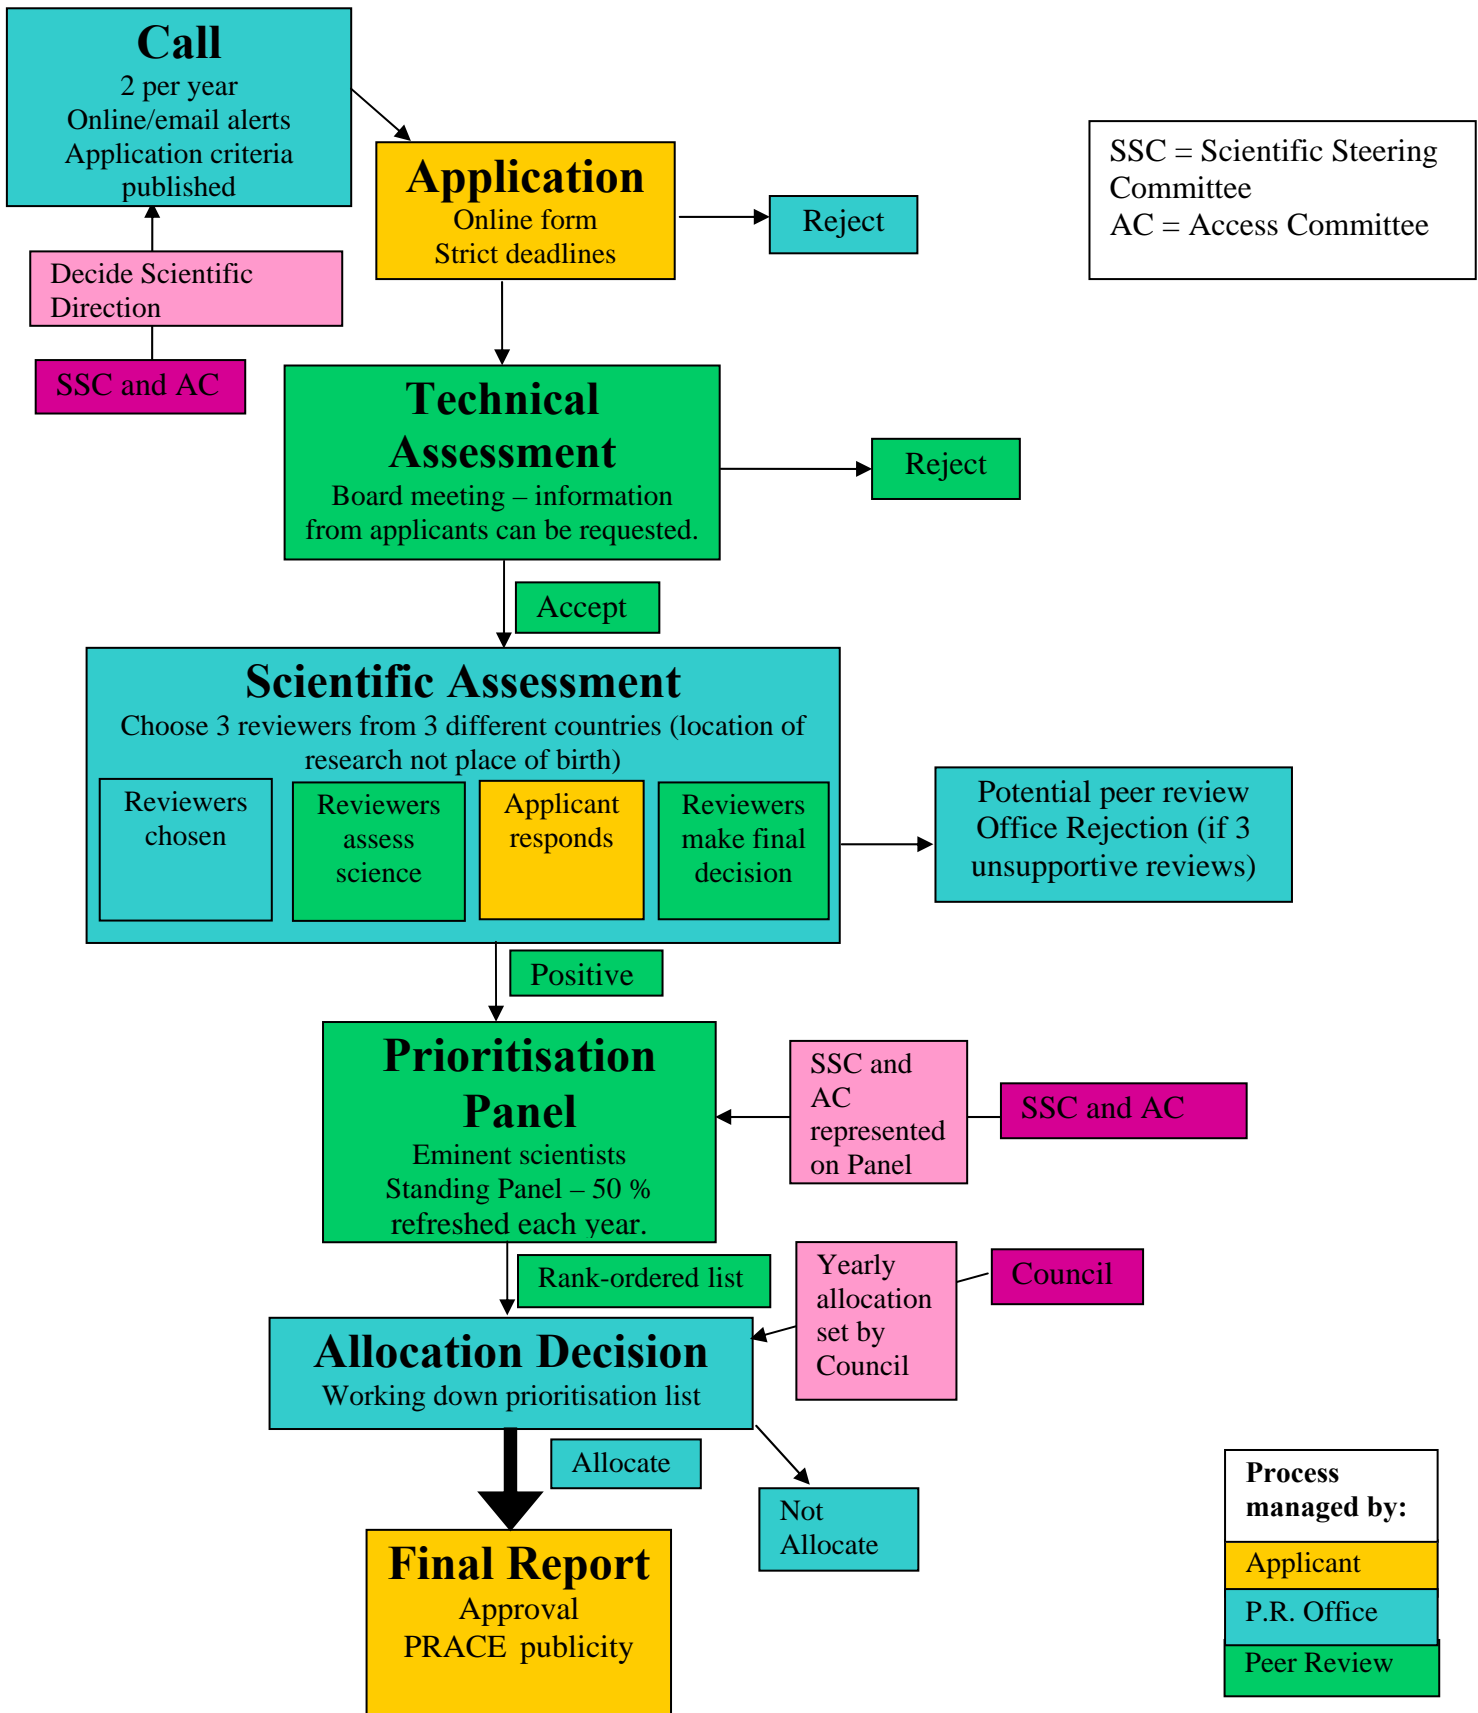 Call
2 per year
Online/email alerts
Application criteria
published
Application
Online form
Strict deadlines
Reject
SSC = Scientific Steering
Committee
AC = Access Committee
Decide Scientific
Direction
SSC and AC
Technical
Assessment
Board meeting – information
from applicants can be requested.
Reject
Accept
Scientific Assessment
Choose 3 reviewers from 3 different countries (location of
research not place of birth)
Reviewers
chosen
Reviewers
assess
science
Applicant
responds
Reviewers
make final
decision
Potential peer review
Office Rejection (if 3
unsupportive reviews)
Positive
Prioritisation
Panel
Eminent scientists
Standing Panel – 50 %
refreshed each year.
SSC and
AC
represented
on Panel
SSC and AC
Rank-ordered list
Yearly
allocation
set by
Council
Council
Allocation Decision
Working down prioritisation list
Allocate
Not
Allocate
Final Report
Approval
PRACE publicity
Process
managed by:
Applicant
P.R. Office
Peer Review